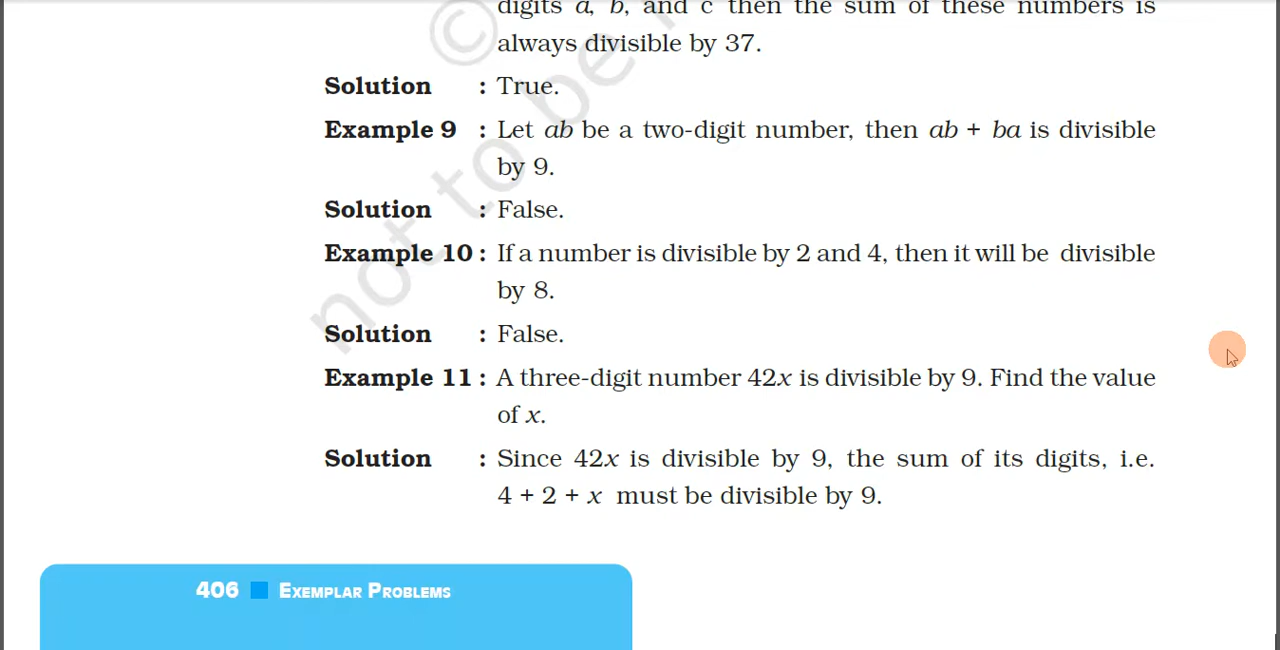 digits a, b, and c then the sum of these numbers is
always divisible by 37.
Solution : True.
Example 9 : Let ab be a two-digit number, then ab + ba is divisible
by 9.
Solution : False.
Example 10 : If a number is divisible by 2 and 4, then it will be divisible
by 8.
Solution : False.
Example 11 : A three-digit number 42x is divisible by 9. Find the value
of x.
Solution : Since 42x is divisible by 9, the sum of its digits, i.e.
4 + 2 + x must be divisible by 9.
406 ■ EXEMPLAR PROBLEMS
©
not to be r